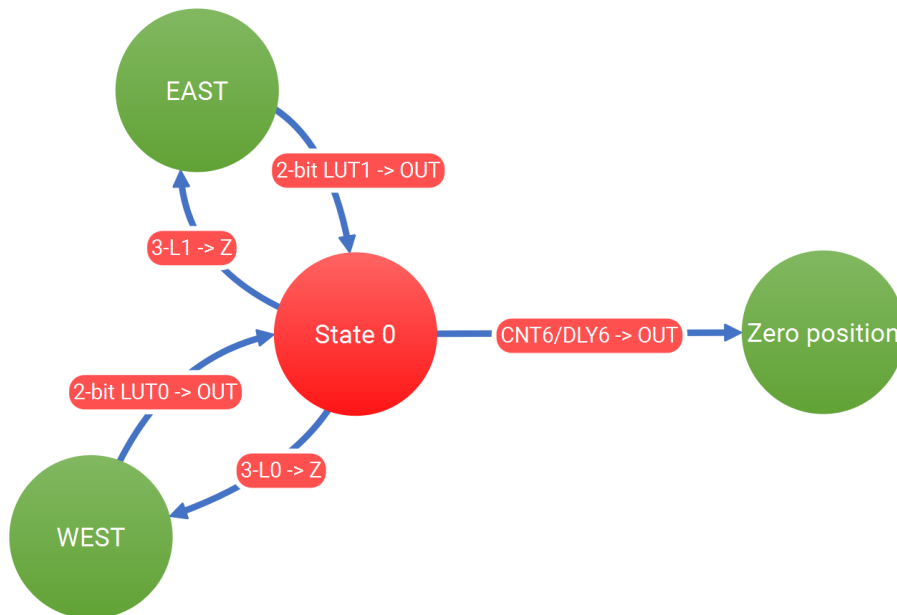 EAST
2-bit LUT1 -> OUT
3-L1 -> Z
State 0
CNT6/DLY6 -> OUT
Zero position
2-bit LUT0 -> OUT
3-L0 -> Z
WEST